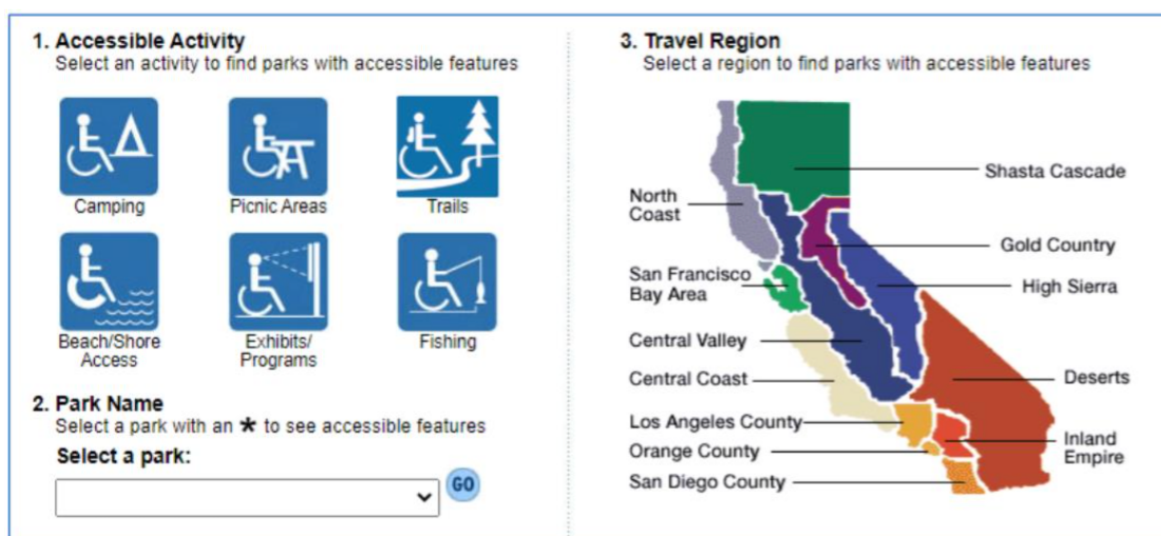 1. Accessible Activity
Select an activity to find parks with accessible features
Camping
Picnic Areas
Trails
Beach/Shore
Access
Exhibits/
Programs
Fishing
2. Park Name
Select a park with an * to see accessible features
Select a park:
GO
3. Travel Region
Select a region to find parks with accessible features
Shasta Cascade
North
Coast
Gold Country
San Francisco
Bay Area
High Sierra
Central Valley
Central Coast
Deserts
Los Angeles County
Orange County
Inland
Empire
San Diego County